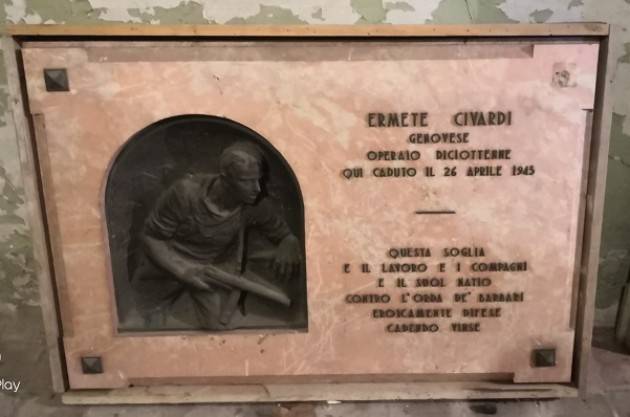 ERMETE CIVARDI
GENOVESE
OPERAIO DICIOTTENNE
QUI CADUTO IL 26 APRILE 1945
QUESTA SOGLIA
E IL LAVORO E I COMPAGNI
E IL SUOL NATIO
CONTRO L'ORDA DE' BARBARI
EROICAMENTE DIFESE
CADENDO VINSE
Play